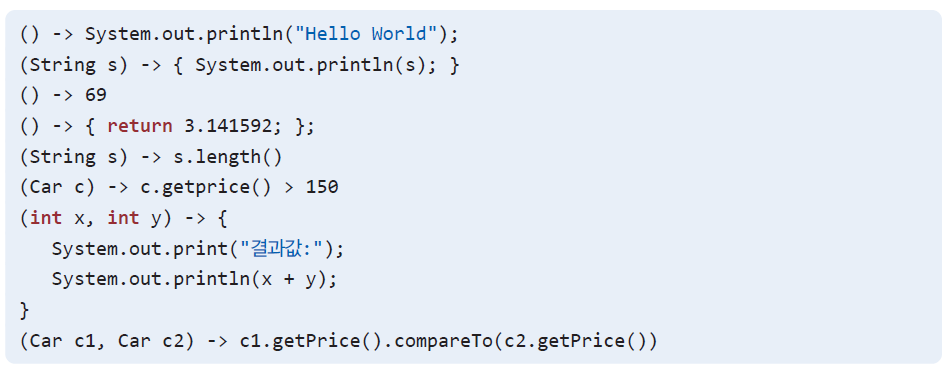 () -> System.out.println("Hello World");
(String s) -> { System.out.println(s); }
() -> 69
() -> { return 3.141592; };
(String s) -> s.length()
(Car c) -> c.getprice() > 150
(int x, int y) -> {
   System.out.print("결과값:");
   System.out.println(x + y);
}
(Car c1, Car c2) -> c1.getPrice().compareTo(c2.getPrice())